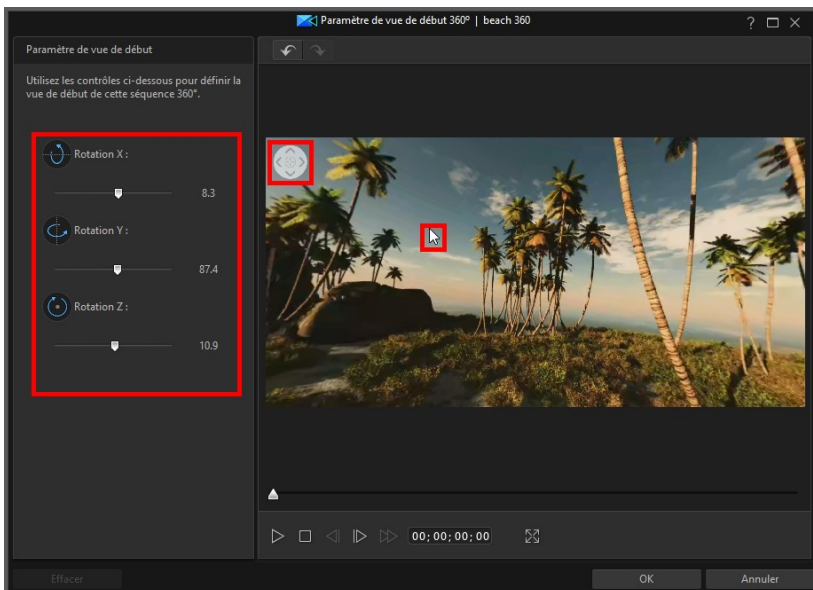 Paramètre de vue de début 360º | beach 360
?
Paramètre de vue de début
Utilisez les contrôles ci-dessous pour définir la
vue de début de cette séquence 360°.
Rotation X :
8.3
Rotation Y :
87.4
Rotation Z :
10.9
00; 00; 00; 00
Effacer
OK
Annuler